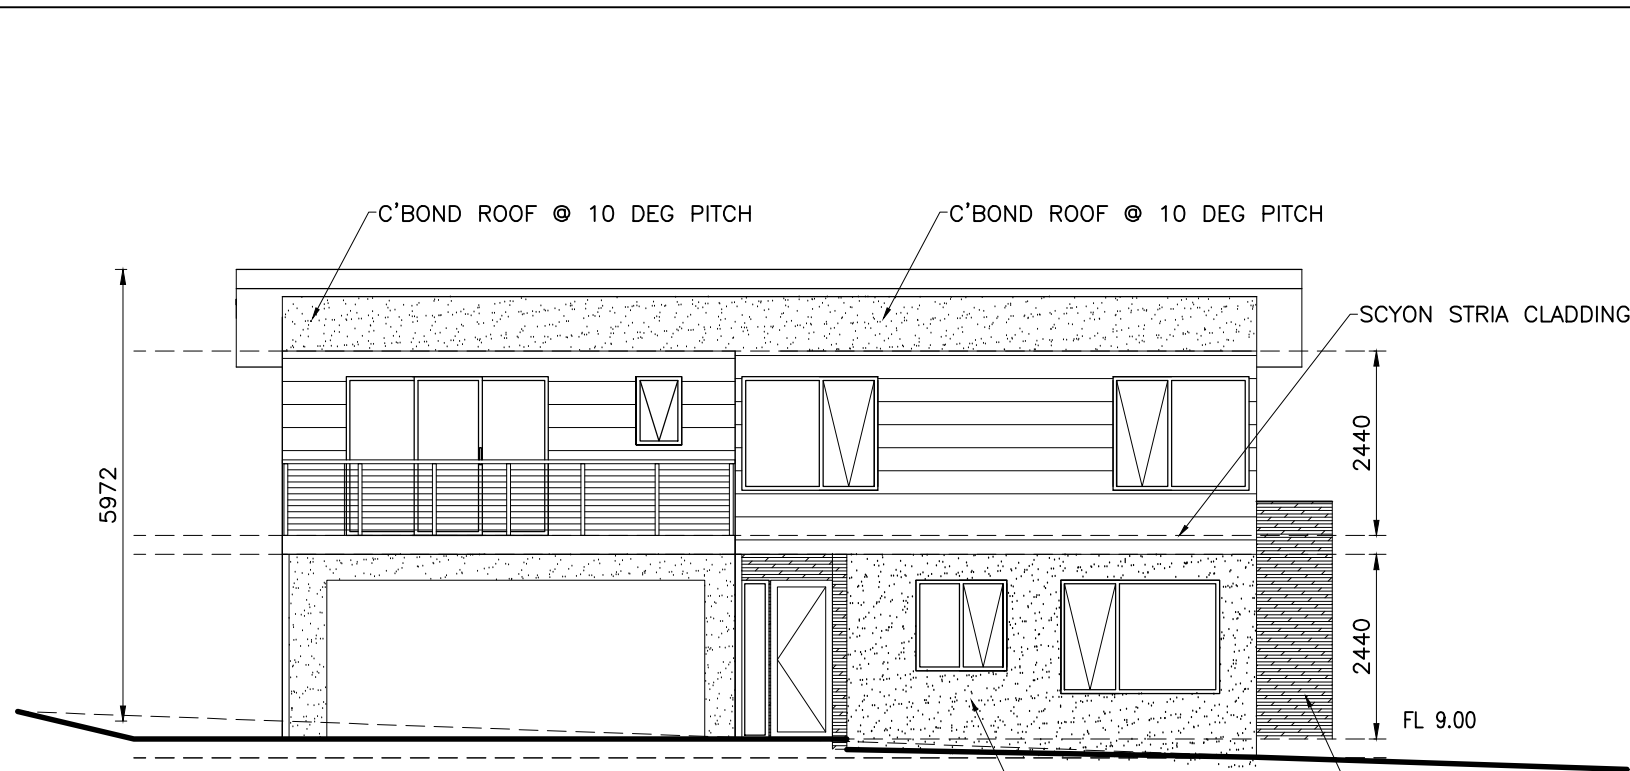 C'BOND ROOF @ 10 DEG PITCH
C'BOND ROOF @ 10 DEG PITCH
SCYON STRIA CLADDING
2440
5972
2440
FL 9.00